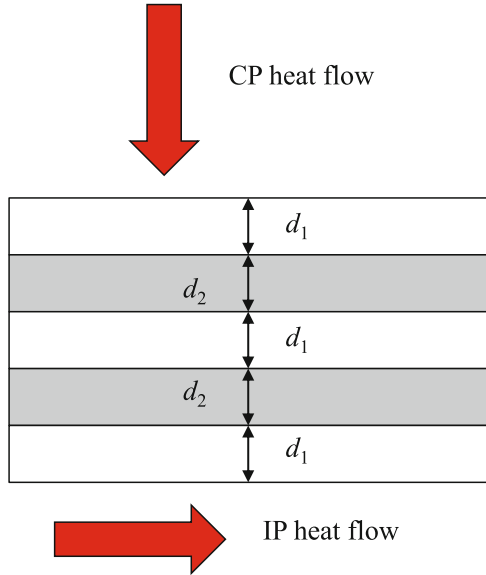 CP heat flow
d₁
d₂
d₁
d₂
d₁
IP heat flow